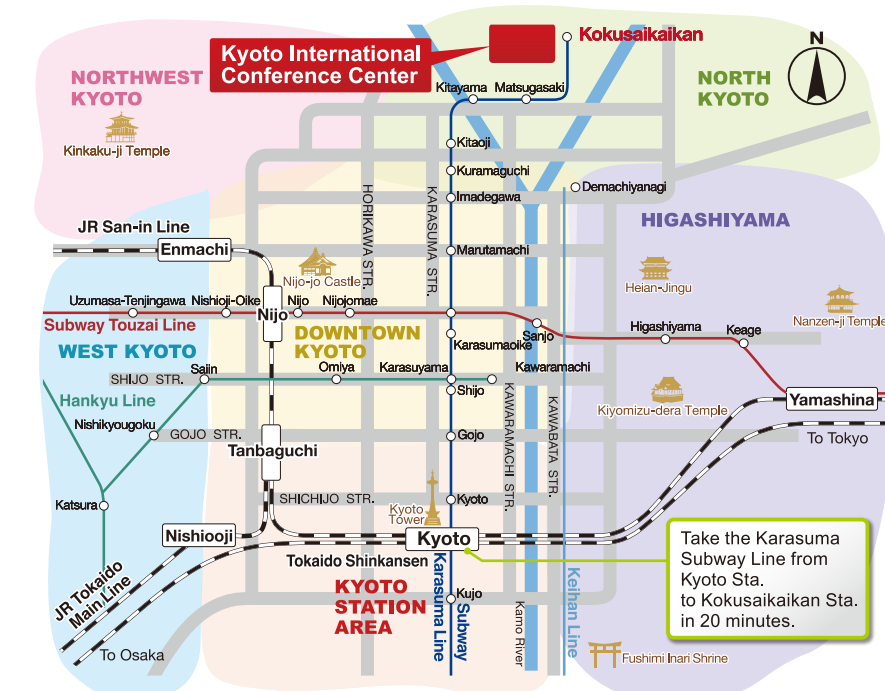 Kyoto International
Conference Center
Kokusaikaikan
N
NORTHWEST
KYOTO
NORTH
KYOTO
Kitayama
Matsugasaki
Kinkaku-ji Temple
Kitaoji
Kuramaguchi
Imadegawa
Demachiyanagi
HORIKAWA STR.
KARASUMA STR.
HIGASHIYAMA
JR San-in Line
Enmachi
Marutamachi
Nijo-jo Castle
Heian-Jingu
Uzumasa-Tenjingawa
Nishioji-Oike
Nijo
Nijojomae
Nijo
Nanzen-ji Temple
Subway Touzai Line
DOWNTOWN
KYOTO
Karasumaoike
Sanjo
Higashiyama
Keage
WEST KYOTO
SHIJO STR.
Saiin
Omiya
Karasuyama
Kawaramachi
Shijo
Hankyu Line
KAWARAMACHI STR.
KAWABATA STR.
Kiyomizu-dera Temple
Yamashina
Nishikyougoku
GOJO STR.
Gojo
To Tokyo
Tanbaguchi
Katsura
SHICHIJO STR.
Kyoto
Tower
Kyoto
Nishiooji
Kyoto
Tokaido Shinkansen
Take the Karasuma
Subway Line from
Kyoto Sta.
to Kokusaikaikan Sta.
in 20 minutes.
JR Tokaido
Main Line
KYOTO
STATION
AREA
Subway
Karasuma Line
Kujo
Kamo River
Keihan Line
To Osaka
Fushimi Inari Shrine